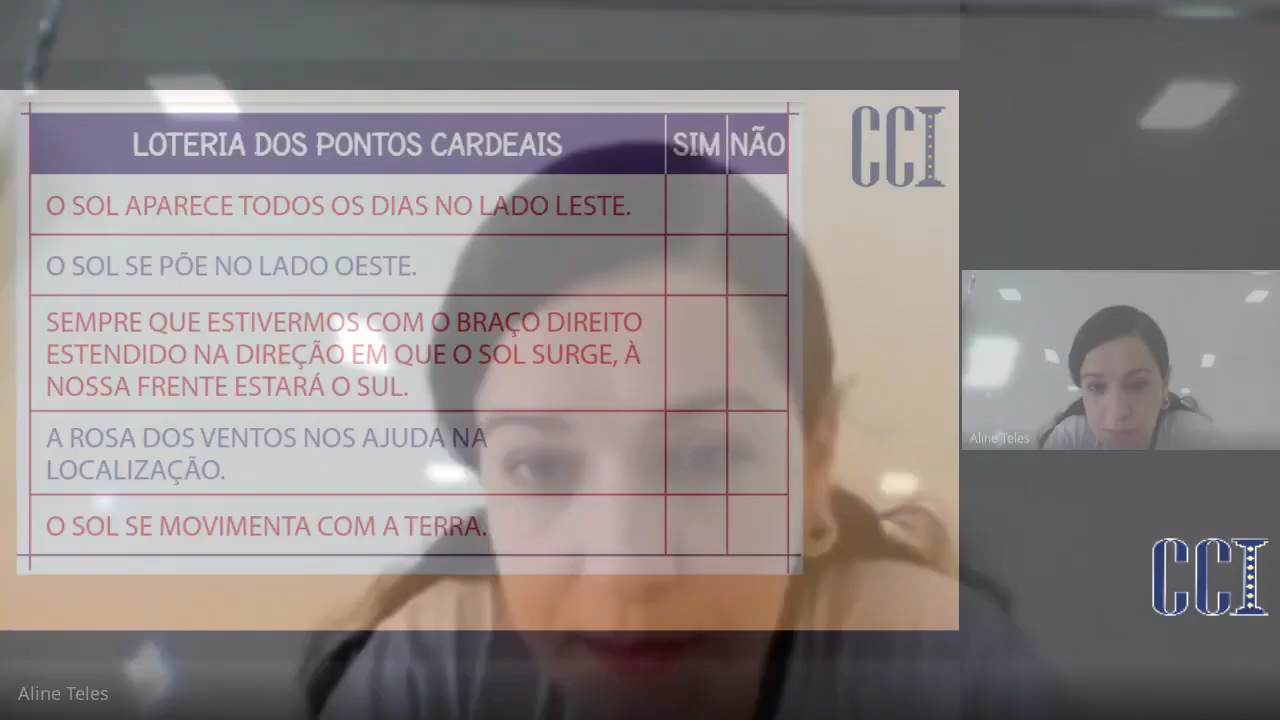 LOTERIA DOS PONTOS CARDEAIS SIM NÃO
O SOL APARECE TODOS OS DIAS NO LADO LESTE.
O SOL SE PÕE NO LADO OESTE.
SEMPRE QUE ESTIVERMOS COM O BRAÇO DIREITO
ESTENDIDO NA DIREÇÃO EM QUE O SOL SURGE, À
NOSSA FRENTE ESTARÁ O SUL.
A ROSA DOS VENTOS NOS AJUDA NA
LOCALIZAÇÃO.
O SOL SE MOVIMENTA COM A TERRA.
CCI
Aline Teles
CCI
Aline Teles